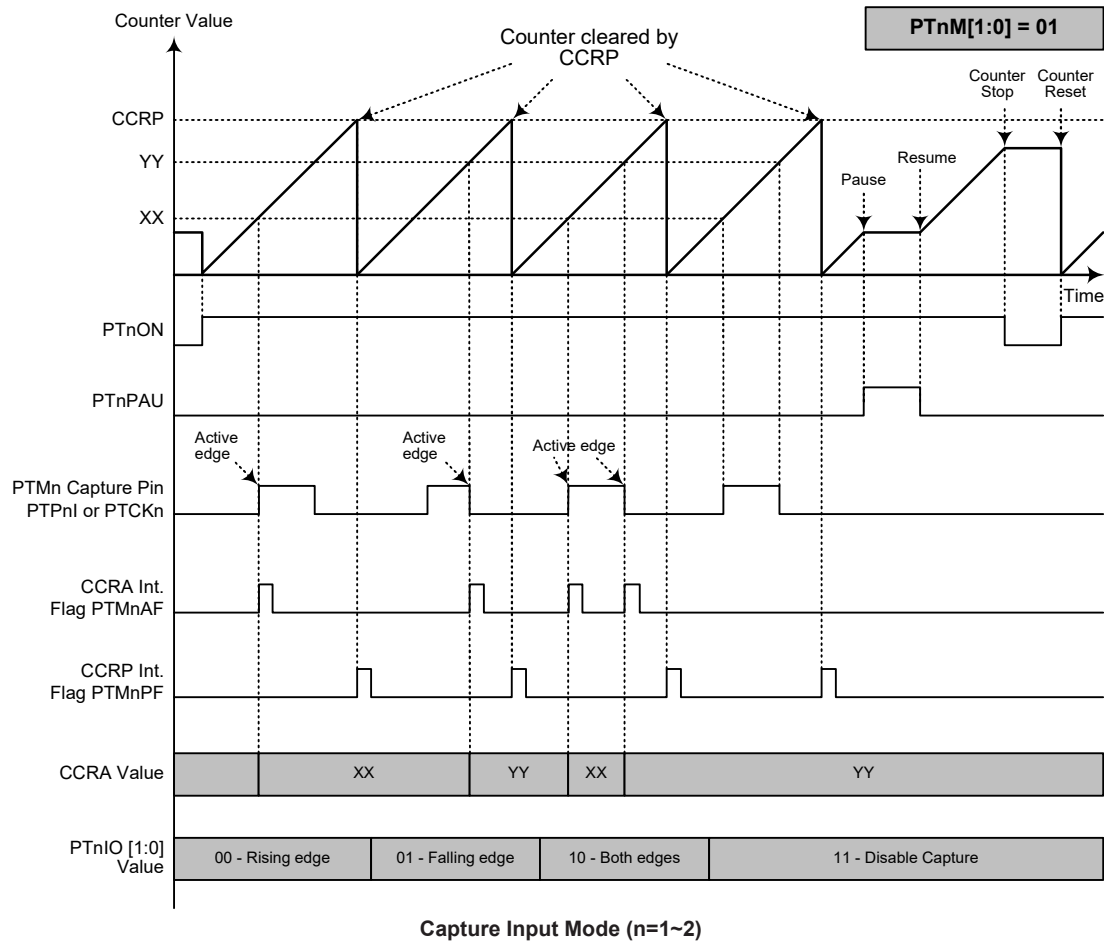 Counter Value
PTnM[1:0] = 01
Counter cleared by
CCRP
Counter
Stop
Counter
Reset
CCRP
YY
XX
Pause
Resume
Time
PTnON
PTnPAU
Active
edge
Active
edge
Active edge
PTMn Capture Pin
PTPnI or PTCKn
CCRA Int.
Flag PTMnAF
CCRP Int.
Flag PTMnPF
CCRA Value
XX
YY
XX
YY
PTnIO [1:0]
Value
00 - Rising edge
01 - Falling edge
10 - Both edges
11 - Disable Capture
Capture Input Mode (n=1~2)